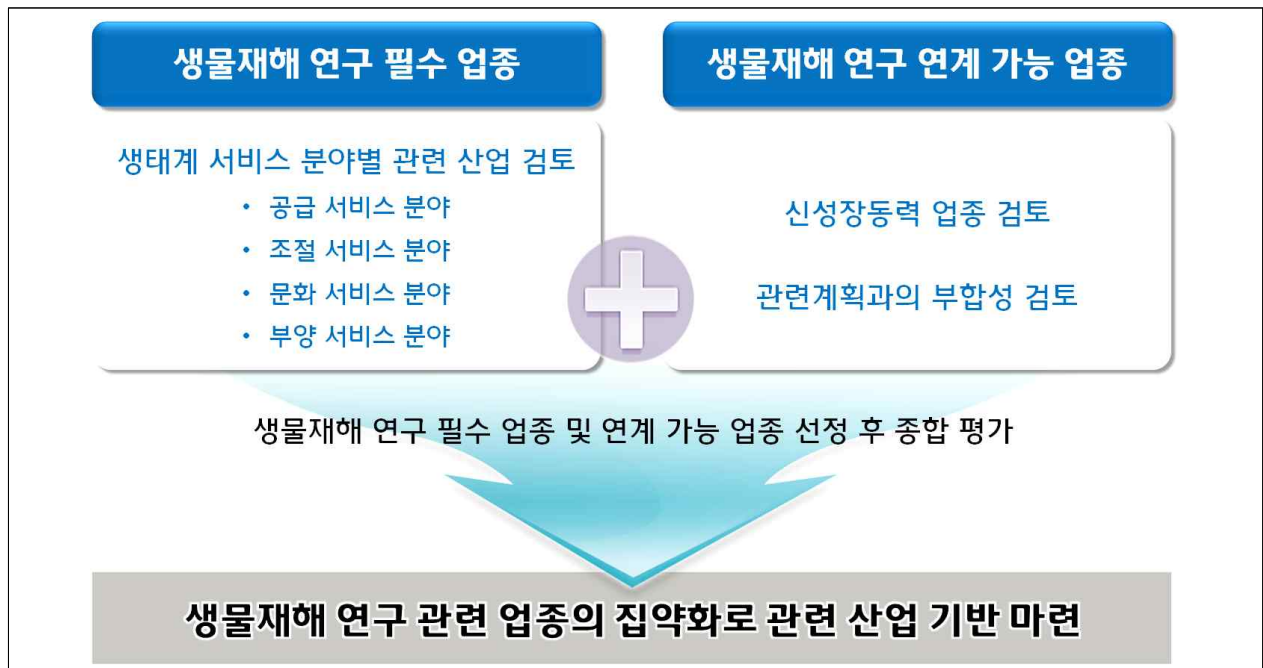 생물재해 연구 필수 업종
생태계 서비스 분야별 관련 산업 검토
• 공급 서비스 분야
• 조절 서비스 분야
• 문화 서비스 분야
• 부양 서비스 분야
생물재해 연구 연계 가능 업종
신성장동력 업종 검토
관련계획과의 부합성 검토
생물재해 연구 필수 업종 및 연계 가능 업종 선정 후 종합 평가
생물재해 연구 관련 업종의 집약화로 관련 산업 기반 마련